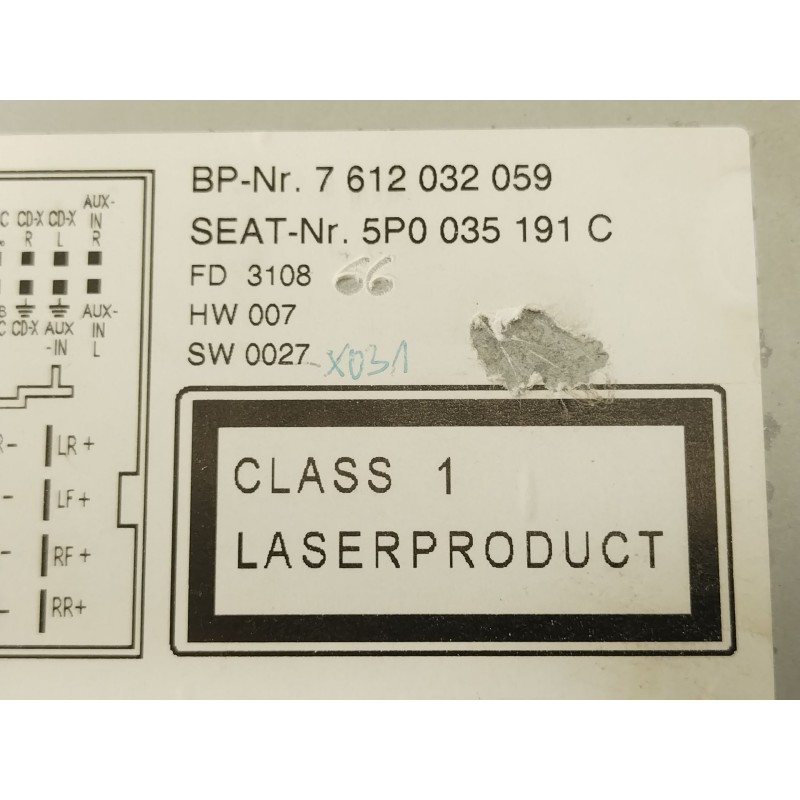 BP-Nr. 7 612 032 059
SEAT-Nr. 5P0 035 191 C
FD 3108 66
HW 007
SW 0027 X031
C CD-X CD-X AUX-
R L IN
R
CD-X AUX AUX-
-IN IN
L
R- LR+
- LF+
- RF+
- RR+
CLASS 1
LASERPRODUCT